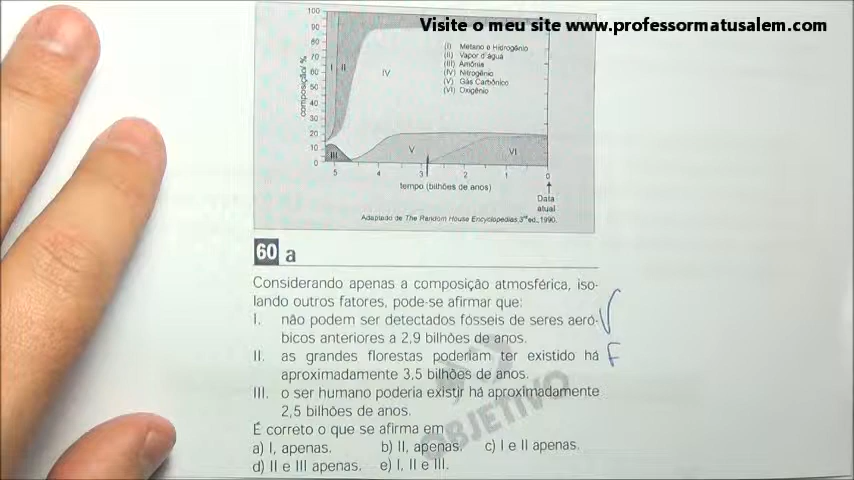 Visite o meu site www.professormatusalem.com
100
90
80
70
60
50
40
30
20
10
0
composição/ %
I
II
III
IV
V
VI
(I) Metano e Hidrogênio
(II) Vapor d'água
(III) Amônia
(IV) Nitrogênio
(V) Gás Carbônico
(VI) Oxigênio
5 4 3 2 1 0
tempo (bilhões de anos)
Data
atual
Adaptado de The Random House Encyclopedias, 3rd ed., 1990.
60 a
Considerando apenas a composição atmosférica, iso-
lando outros fatores, pode-se afirmar que:
I. não podem ser detectados fósseis de seres aeró-
bicos anteriores a 2,9 bilhões de anos.
V
II. as grandes florestas poderiam ter existido há
aproximadamente 3,5 bilhões de anos.
F
III. o ser humano poderia existir há aproximadamente
2,5 bilhões de anos.
É correto o que se afirma em
a) I, apenas. b) II, apenas. c) I e II apenas.
d) II e III apenas. e) I, II e III.
OBJETIVO